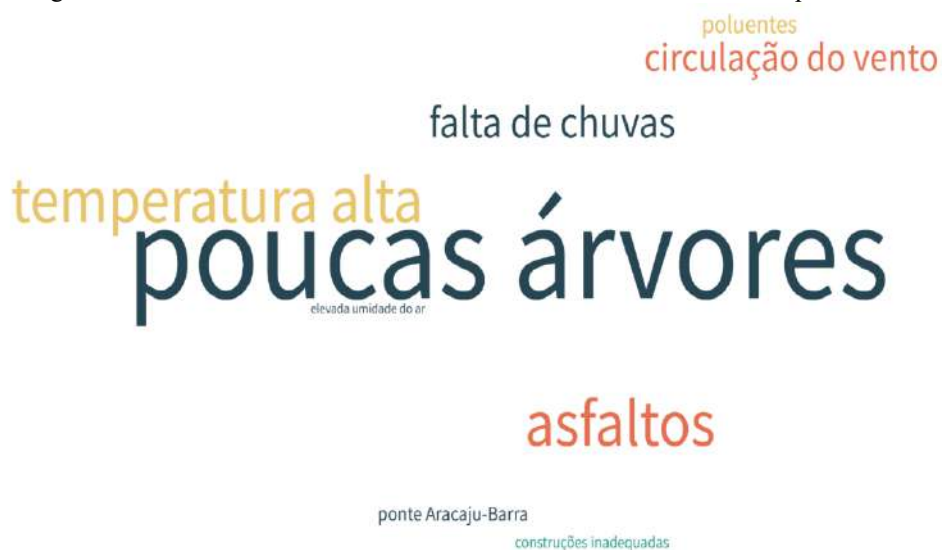 poluentes
circulação do vento
falta de chuvas
temperatura alta
poucas árvores
elevada umidade do ar
asfaltos
ponte Aracaju-Barra
construções inadequadas